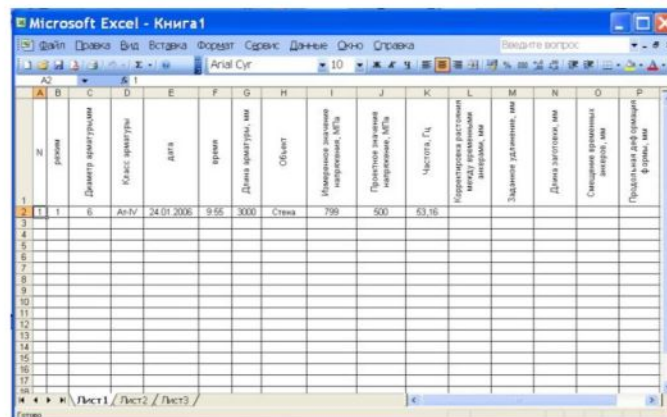 Microsoft Excel - Книга1
Файл Правка Вид Вставка Формат Сервис Данные Окно Справка Введите вопрос
Arial Cyr 10 Ж К Ч
A2 fx 1
A B C D E F G H I J K L M N O P
N
режим
Диаметр арматуры,мм
Класс арматуры
дата
время
Длина арматуры, мм
Объект
Измеренное значение
напряжения, МПа
Проектное значение
напряжение, МПа
Частота, Гц
Корректировка растояния
между временными
анкерами, мм
Заданное удлинение, мм
Длина заготовки, мм
Смещение временных
анкеров, мм
Продольная деформация
формы, мм
1
2 1 1 6 Ат-IV 24.01.2006 9:55 3000 Стена 799 500 53,16
3
4
5
6
7
8
9
10
11
12
13
14
15
16
17
18
Лист1 Лист2 Лист3
Готово